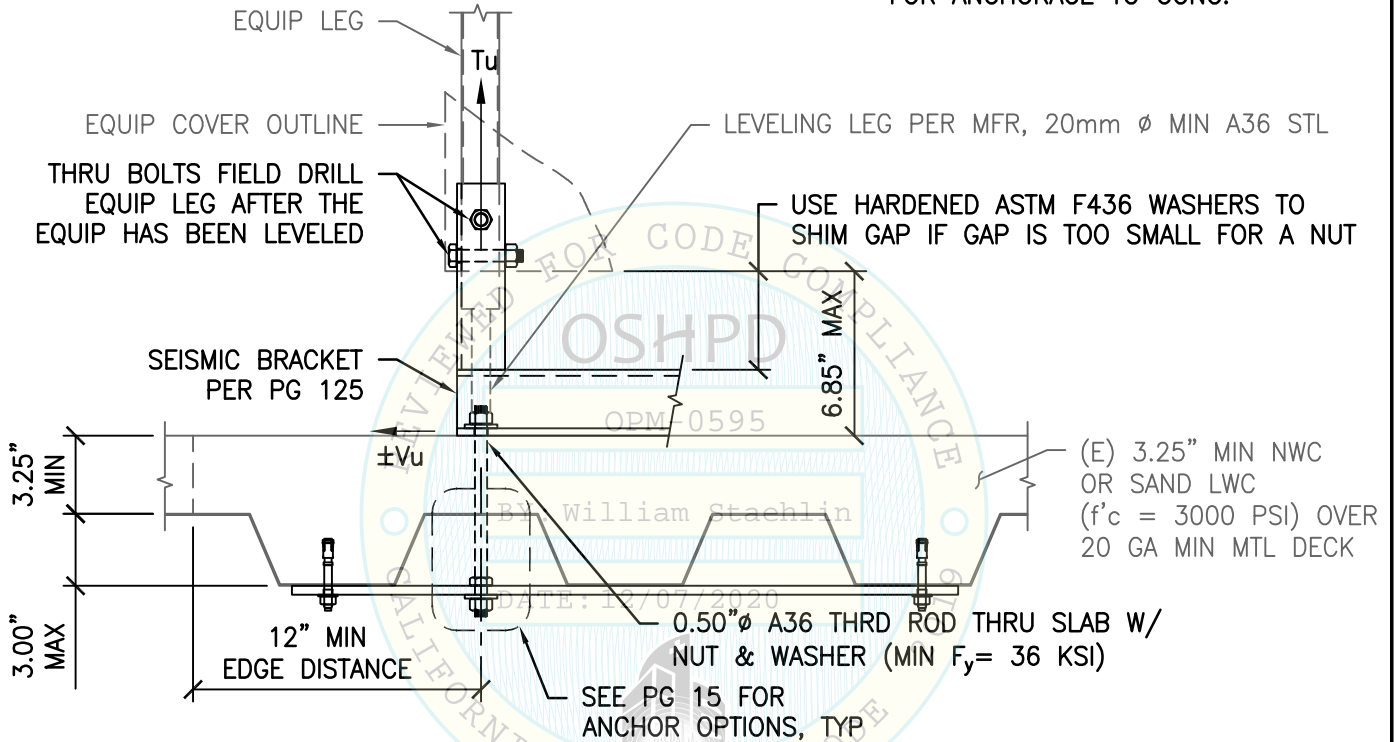 FOR ANCHORAGE TO CONC.
EQUIP LEG
Tu
EQUIP COVER OUTLINE
LEVELING LEG PER MFR, 20mm ø MIN A36 STL
THRU BOLTS FIELD DRILL
EQUIP LEG AFTER THE
EQUIP HAS BEEN LEVELED
USE HARDENED ASTM F436 WASHERS TO
SHIM GAP IF GAP IS TOO SMALL FOR A NUT
REVIEWED FOR CODE COMPLIANCE
OSHPD
6.85" MAX
SEISMIC BRACKET
PER PG 125
OPM-0595
±Vu
3.25"
MIN
(E) 3.25" MIN NWC
OR SAND LWC
(f'c = 3000 PSI) OVER
20 GA MIN MTL DECK
BY: William Staehlin
DATE: 12/07/2020
3.00"
MAX
12" MIN
EDGE DISTANCE
0.50"ø A36 THRD ROD THRU SLAB W/
NUT & WASHER (MIN Fy= 36 KSI)
SEE PG 15 FOR
ANCHOR OPTIONS, TYP